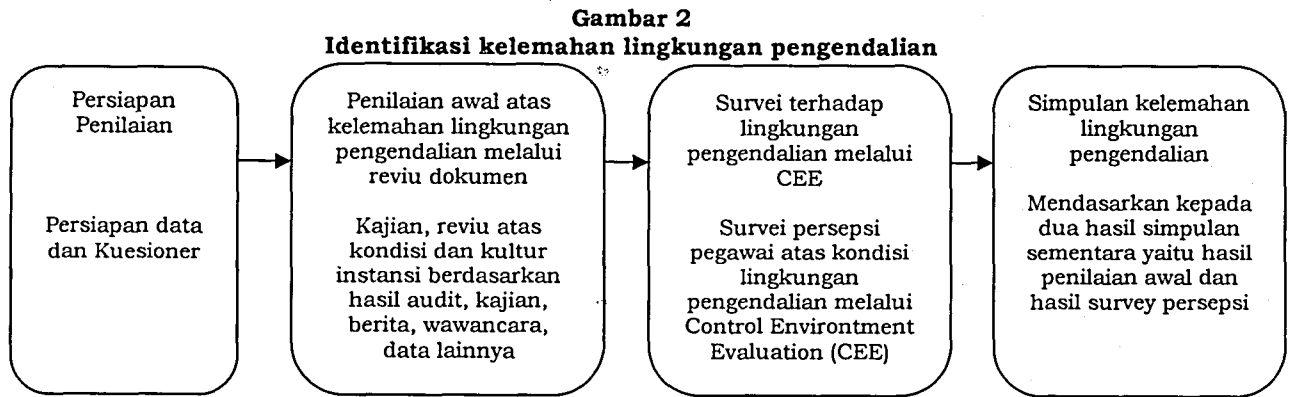 Gambar 2
Identifikasi kelemahan lingkungan pengendalian
Persiapan
Penilaian
Persiapan data
dan Kuesioner
Penilaian awal atas
kelemahan lingkungan
pengendalian melalui
reviu dokumen
Kajian, reviu atas
kondisi dan kultur
instansi berdasarkan
hasil audit, kajian,
berita, wawancara,
data lainnya
Survei terhadap
lingkungan
pengendalian melalui
CEE
Survei persepsi
pegawai atas kondisi
lingkungan
pengendalian melalui
Control Environtment
Evaluation (CEE)
Simpulan kelemahan
lingkungan
pengendalian
Mendasarkan kepada
dua hasil simpulan
sementara yaitu hasil
penilaian awal dan
hasil survey persepsi